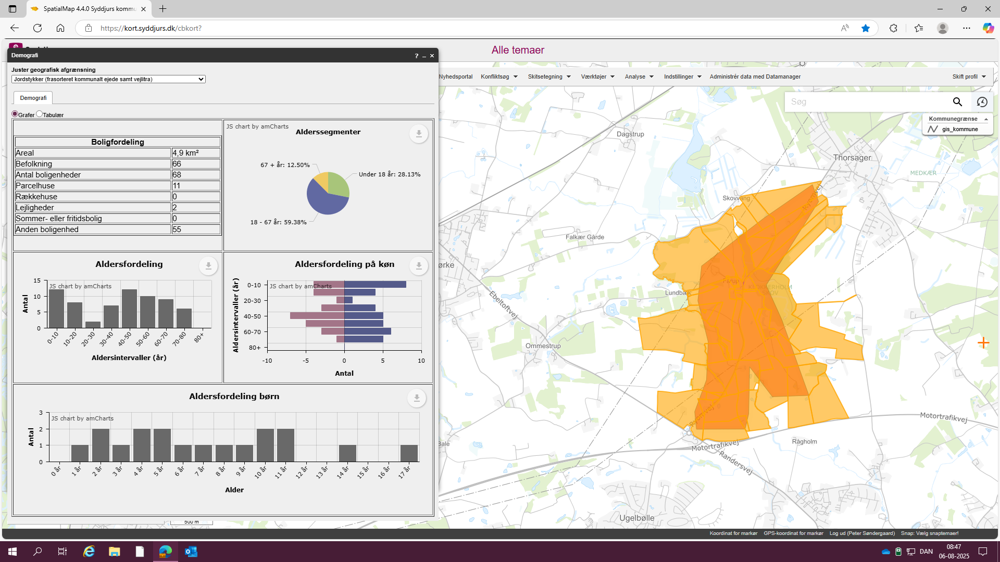 SpatialMap 4.4.0 Syddjurs kommu
https://kort.syddjurs.dk/cbkort?
Alle temaer
Demografi
? _ ×
Juster geografisk afgrænsning
Jordstykker (frasorteret kommunalt ejede samt vejlitra)
Demografi
Grafer Tabulær
Boligfordeling
Areal 4,9 km²
Befolkning 66
Antal boligenheder 68
Parcelhuse 11
Rækkehuse 0
Lejligheder 2
Sommer- eller fritidsbolig 0
Anden boligenhed 55
JS chart by amCharts
Alderssegmenter
67 + år: 12.50%
Under 18 år: 28.13%
18 - 67 år: 59.38%
Aldersfordeling
JS chart by amCharts
Antal
15
10
5
0
0-10 10-20 20-30 30-40 40-50 50-60 60-70 70-80 80+
Aldersintervaller (år)
Aldersfordeling på køn
JS chart by amCharts
Aldersintervaller (år)
0-10
20-30
40-50
60-70
80+
-10 -5 0 5 10
Antal
Aldersfordeling børn
JS chart by amCharts
Antal
3
2
1
0
0 år 1 år 2 år 3 år 4 år 5 år 6 år 7 år 8 år 9 år 10 år 11 år 12 år 13 år 14 år 15 år 16 år 17 år
Alder
500 m
Nyhedsportal Konfliktsøg Skitsetegning Værktøjer Analyse Indstillinger Administrér data med Datamanager Skift profil
Søg
Kommunegrænse
gis_kommune
Dagstrup
Thorsager
MEDKÆR
Skovvang
Falkær Gårde
ørke
Lundbæk
Ebeltoftvej
Ommestrup
Bale
Motortrafikvej
Motortrafikvej
Randersvej
Rågholm
Ugelbølle
Koordinat for markør GPS-koordinat for markør Log ud (Peter Søndergaard) Snap: Vælg snaptemaer!
DAN
08:47
06-08-2025